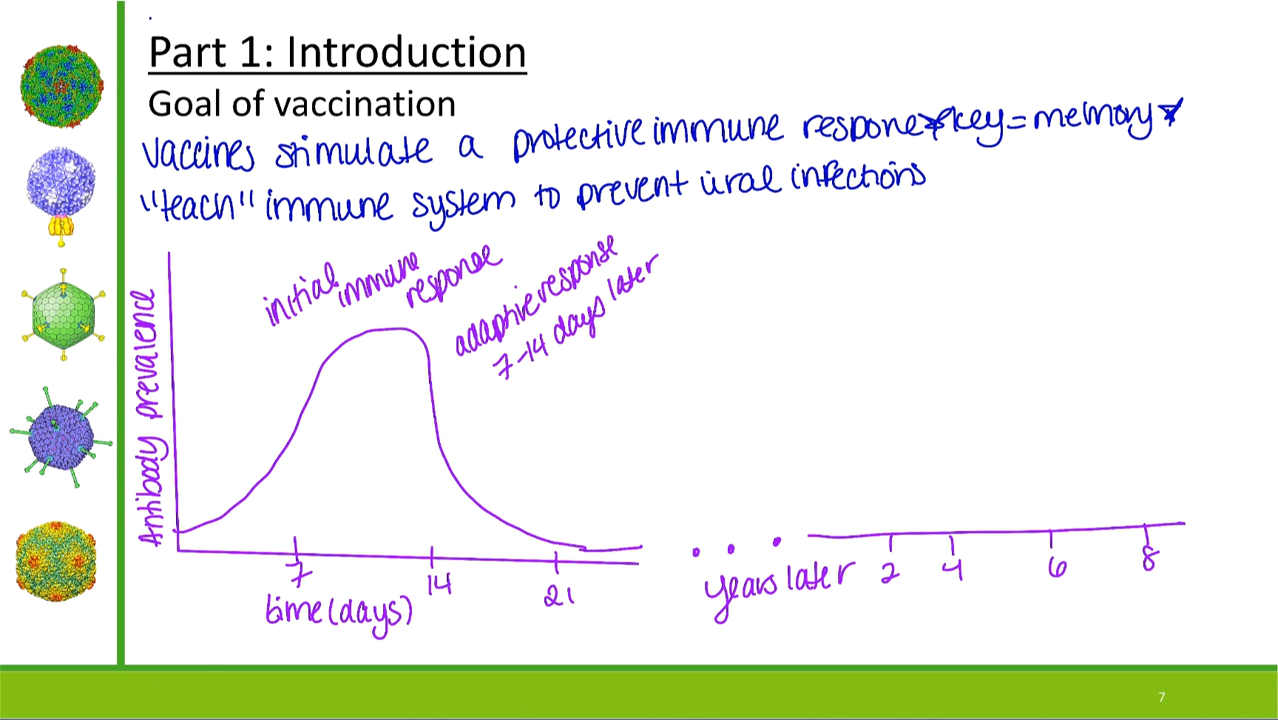 Part 1: Introduction
Goal of vaccination
vaccines stimulate a protective immune respone *key=memory*
"teach" immune system to prevent viral infections
initial immune
response
adaptive response
7-14 days later
Antibody prevalence
7
14
21
time(days)
years later
2
4
6
8
7